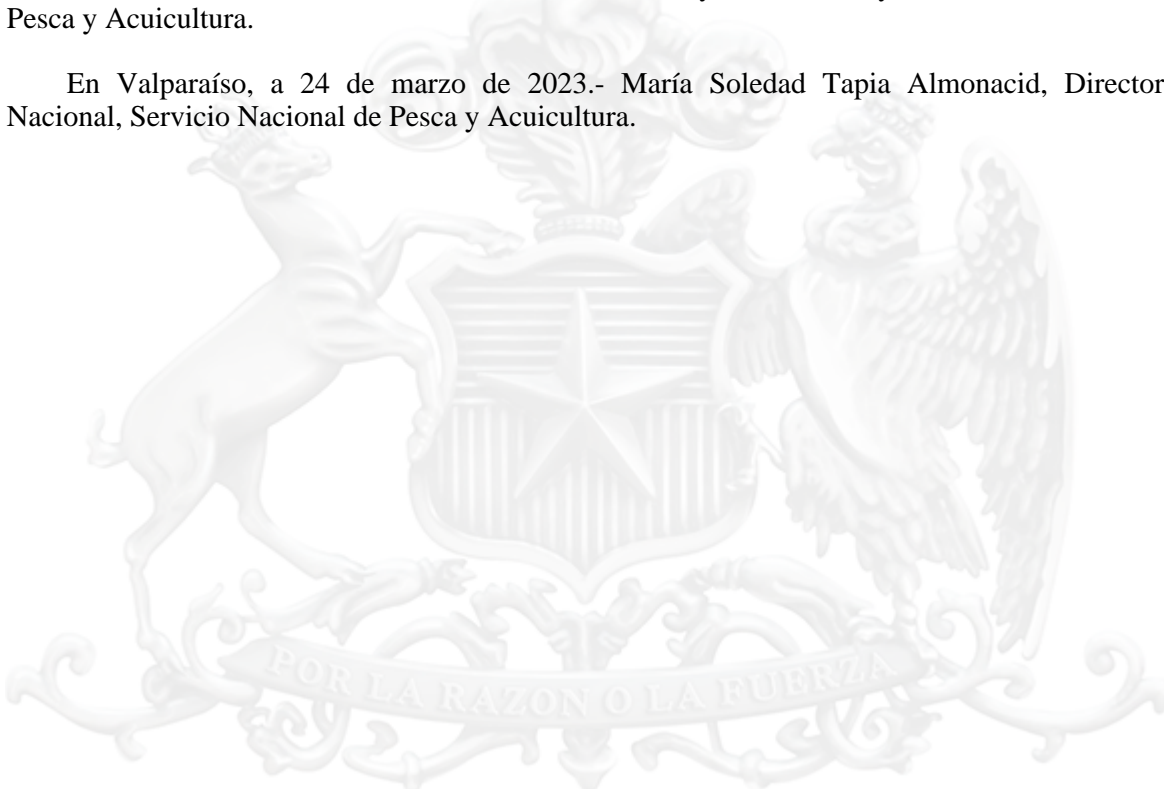 Pesca y Acuicultura.
En Valparaíso, a 24 de marzo de 2023.- María Soledad Tapia Almonacid, Director
Nacional, Servicio Nacional de Pesca y Acuicultura.
POR LA RAZON O LA FUERZA